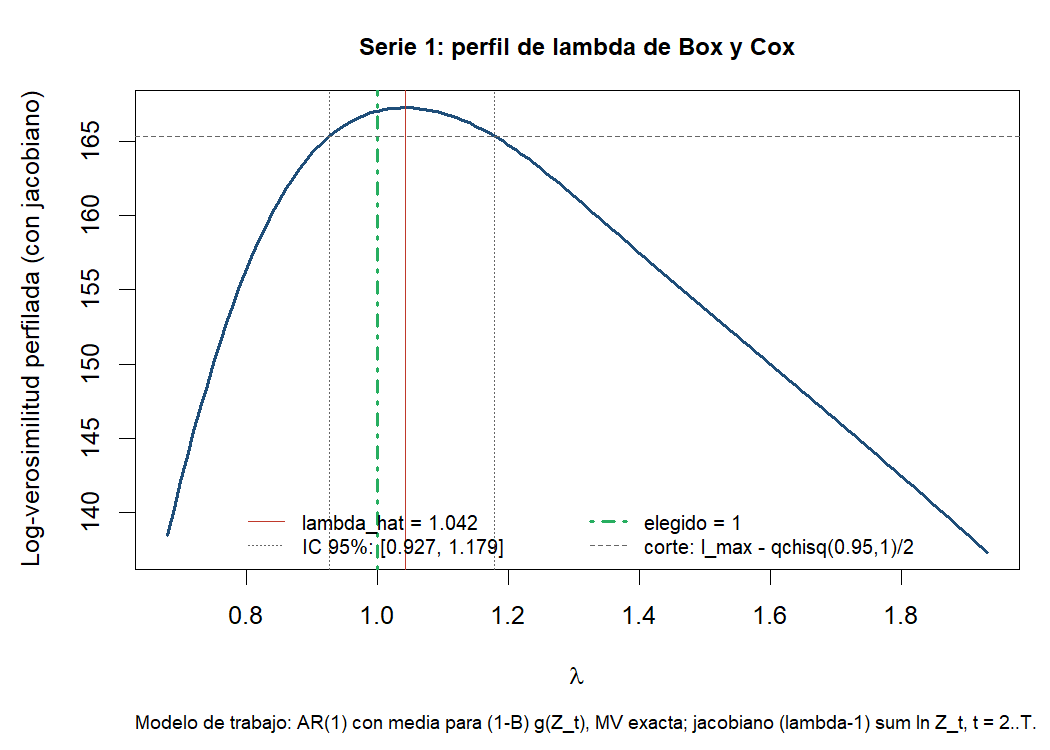 Serie 1: perfil de lambda de Box y Cox
Log-verosimilitud perfilada (con jacobiano)
165
160
155
150
145
140
lambda_hat = 1.042
IC 95%: [0.927, 1.179]
elegido = 1
corte: l_max - qchisq(0.95,1)/2
0.8 1.0 1.2 1.4 1.6 1.8
λ
Modelo de trabajo: AR(1) con media para (1-B) g(Z_t), MV exacta; jacobiano (lambda-1) sum ln Z_t, t = 2..T.